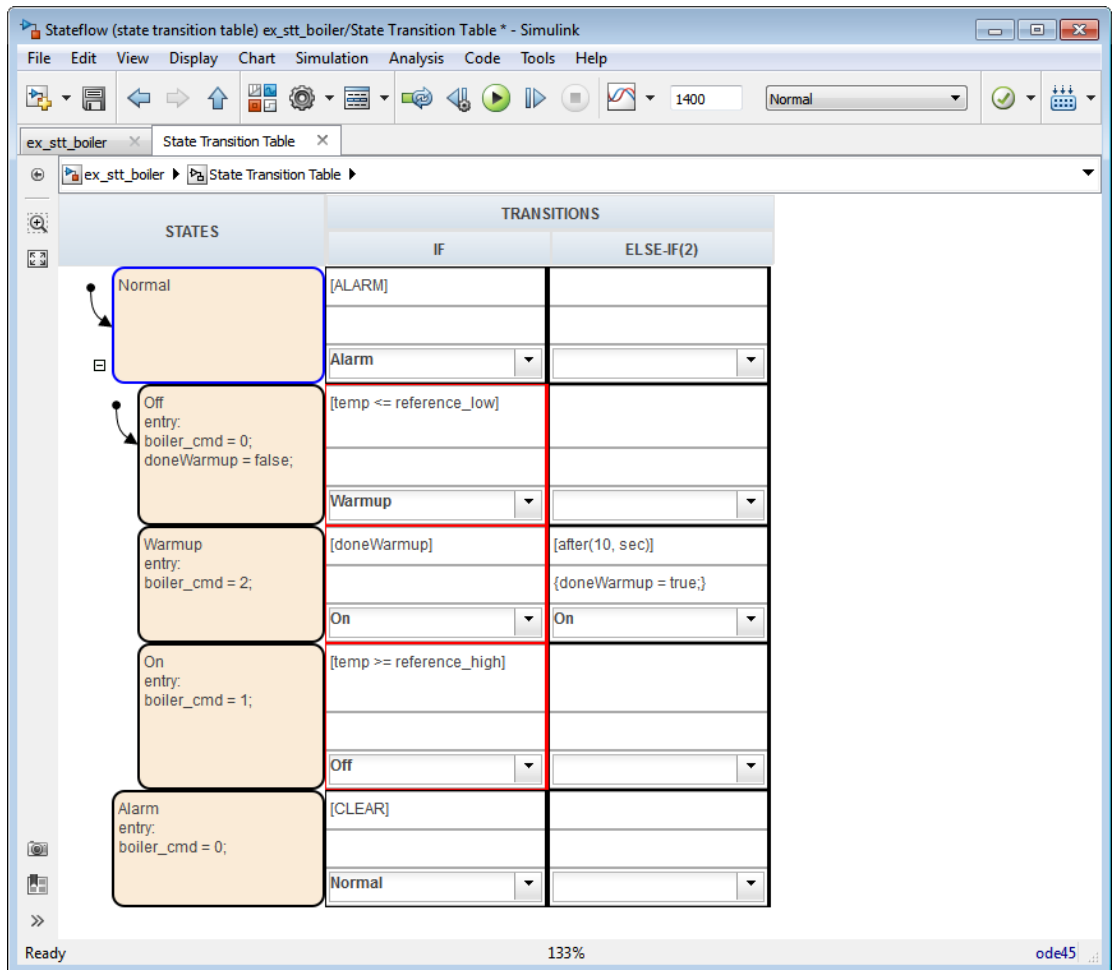 Stateflow (state transition table) ex_stt_boiler/State Transition Table * - Simulink
File Edit View Display Chart Simulation Analysis Code Tools Help
1400 Normal
ex_stt_boiler State Transition Table
ex_stt_boiler State Transition Table
STATES
TRANSITIONS
IF ELSE-IF(2)
Normal
[ALARM]
Alarm
Off
entry:
boiler_cmd = 0;
doneWarmup = false;
[temp <= reference_low]
Warmup
Warmup
entry:
boiler_cmd = 2;
[doneWarmup]
On
[after(10, sec)]
{doneWarmup = true;}
On
On
entry:
boiler_cmd = 1;
[temp >= reference_high]
Off
Alarm
entry:
boiler_cmd = 0;
[CLEAR]
Normal
Ready 133% ode45